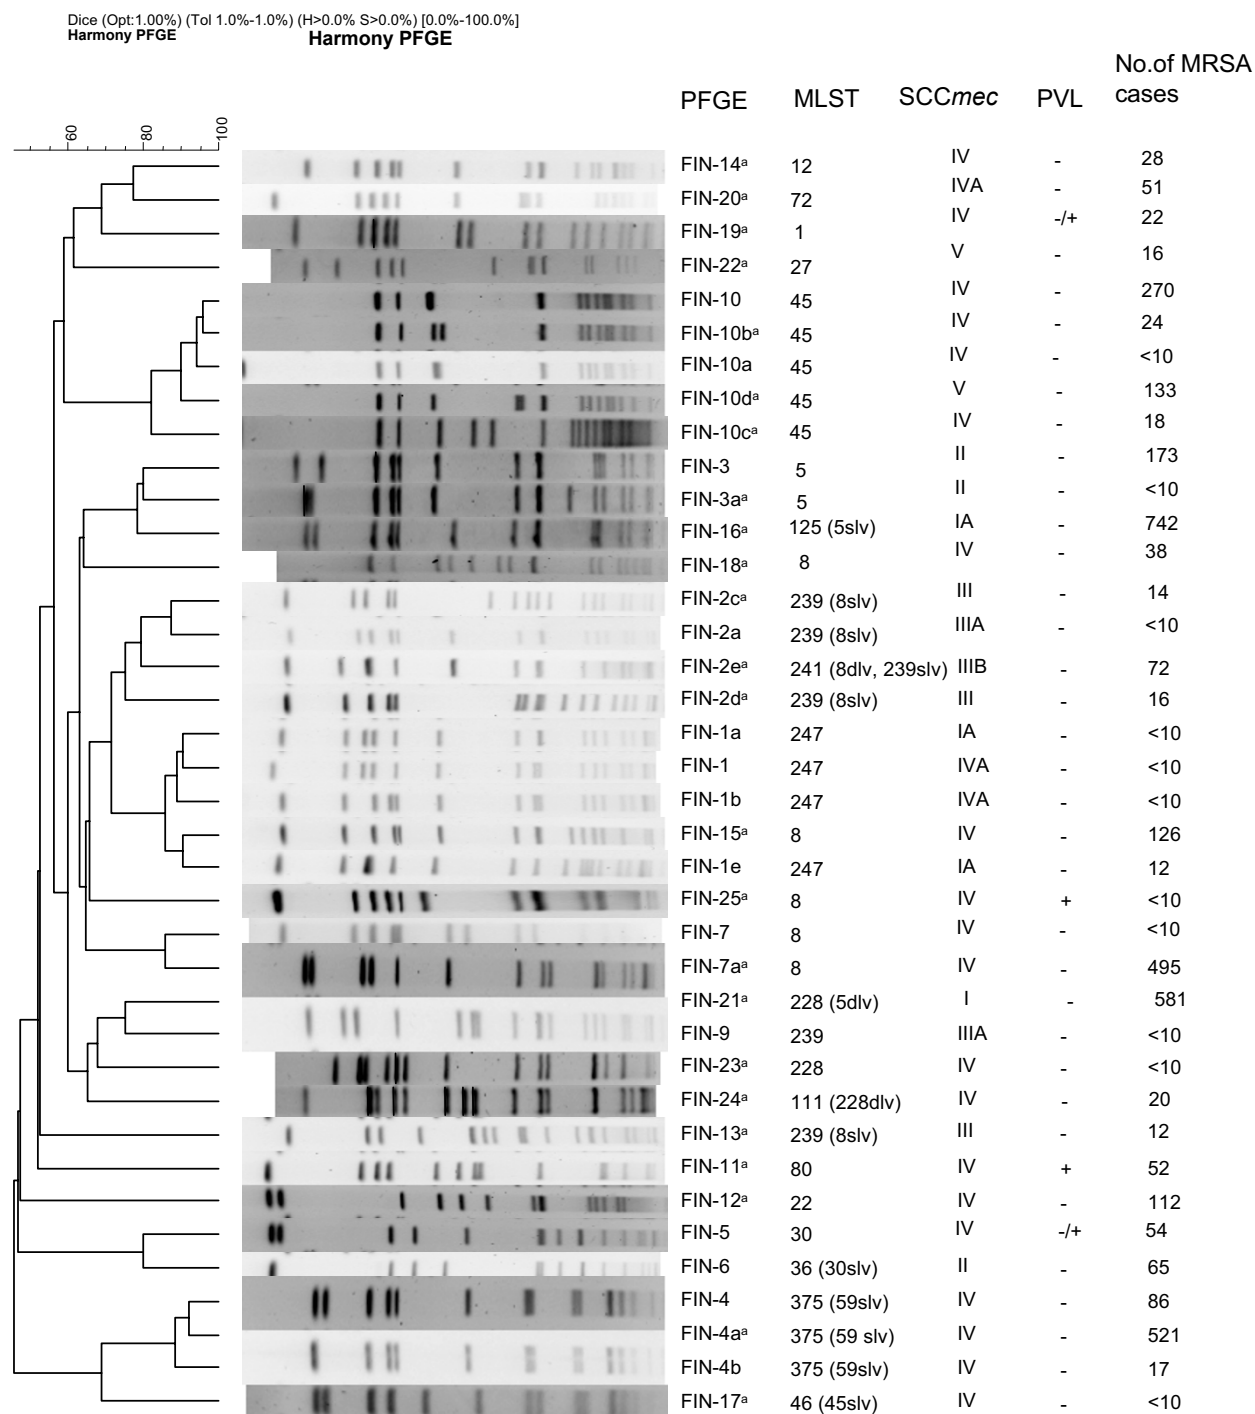 Dice (Opt:1.00%) (Tol 1.0%-1.0%) (H>0.0% S>0.0%) [0.0%-100.0%]
Harmony PFGE Harmony PFGE
PFGE MLST SCCmec PVL No.of MRSA cases
60 80 100
FIN-14ᵃ 12 IV - 28
FIN-20ᵃ 72 IVA - 51
FIN-19ᵃ 1 IV -/+ 22
FIN-22ᵃ 27 V - 16
FIN-10 45 IV - 270
FIN-10bᵃ 45 IV - 24
FIN-10a 45 IV - <10
FIN-10dᵃ 45 V - 133
FIN-10cᵃ 45 IV - 18
FIN-3 5 II - 173
FIN-3aᵃ 5 II - <10
FIN-16ᵃ 125 (5slv) IA - 742
FIN-18ᵃ 8 IV - 38
FIN-2cᵃ 239 (8slv) III - 14
FIN-2a 239 (8slv) IIIA - <10
FIN-2eᵃ 241 (8dlv, 239slv) IIIB - 72
FIN-2dᵃ 239 (8slv) III - 16
FIN-1a 247 IA - <10
FIN-1 247 IVA - <10
FIN-1b 247 IVA - <10
FIN-15ᵃ 8 IV - 126
FIN-1e 247 IA - 12
FIN-25ᵃ 8 IV + <10
FIN-7 8 IV - <10
FIN-7aᵃ 8 IV - 495
FIN-21ᵃ 228 (5dlv) I - 581
FIN-9 239 IIIA - <10
FIN-23ᵃ 228 IV - <10
FIN-24ᵃ 111 (228dlv) IV - 20
FIN-13ᵃ 239 (8slv) III - 12
FIN-11ᵃ 80 IV + 52
FIN-12ᵃ 22 IV - 112
FIN-5 30 IV -/+ 54
FIN-6 36 (30slv) II - 65
FIN-4 375 (59slv) IV - 86
FIN-4aᵃ 375 (59 slv) IV - 521
FIN-4b 375 (59slv) IV - 17
FIN-17ᵃ 46 (45slv) IV - <10